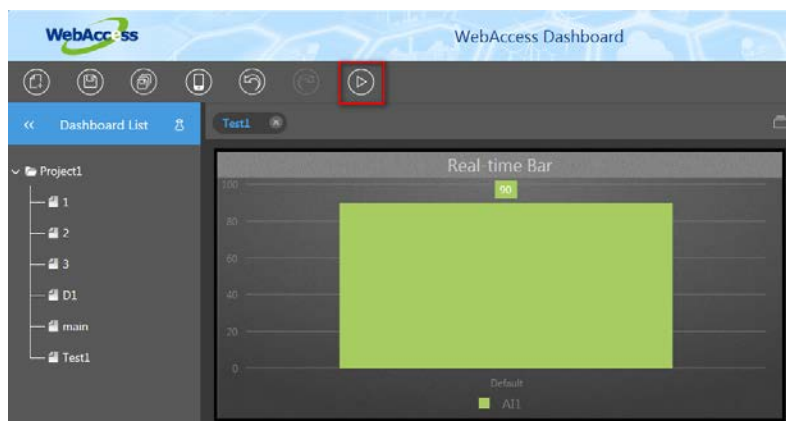 WebAccess
WebAccess Dashboard
Dashboard List
Test1
Project1
1
2
3
D1
main
Test1
Real-time Bar
90
100
80
60
40
20
0
Default
AI1